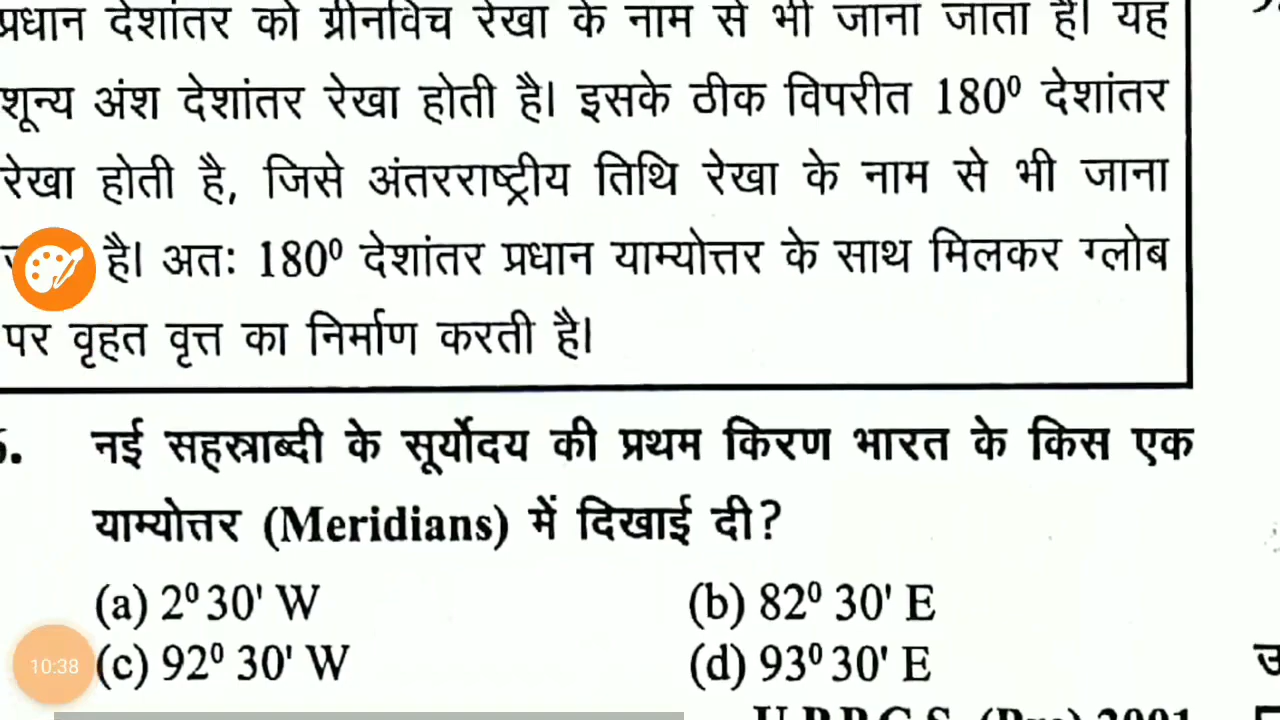 प्रधान देशांतर को ग्रीनविच रेखा के नाम से भी जाना जाता है। यह
शून्य अंश देशांतर रेखा होती है। इसके ठीक विपरीत 180⁰ देशांतर
रेखा होती है, जिसे अंतरराष्ट्रीय तिथि रेखा के नाम से भी जाना
है। अतः 180⁰ देशांतर प्रधान याम्योत्तर के साथ मिलकर ग्लोब
पर वृहत वृत्त का निर्माण करती है।
नई सहस्राब्दी के सूर्योदय की प्रथम किरण भारत के किस एक
याम्योत्तर (Meridians) में दिखाई दी?
(a) 2⁰ 30' W (b) 82⁰ 30' E
(c) 92⁰ 30' W (d) 93⁰ 30' E
U.P.P.C.S. (Pre) 2001
10:38